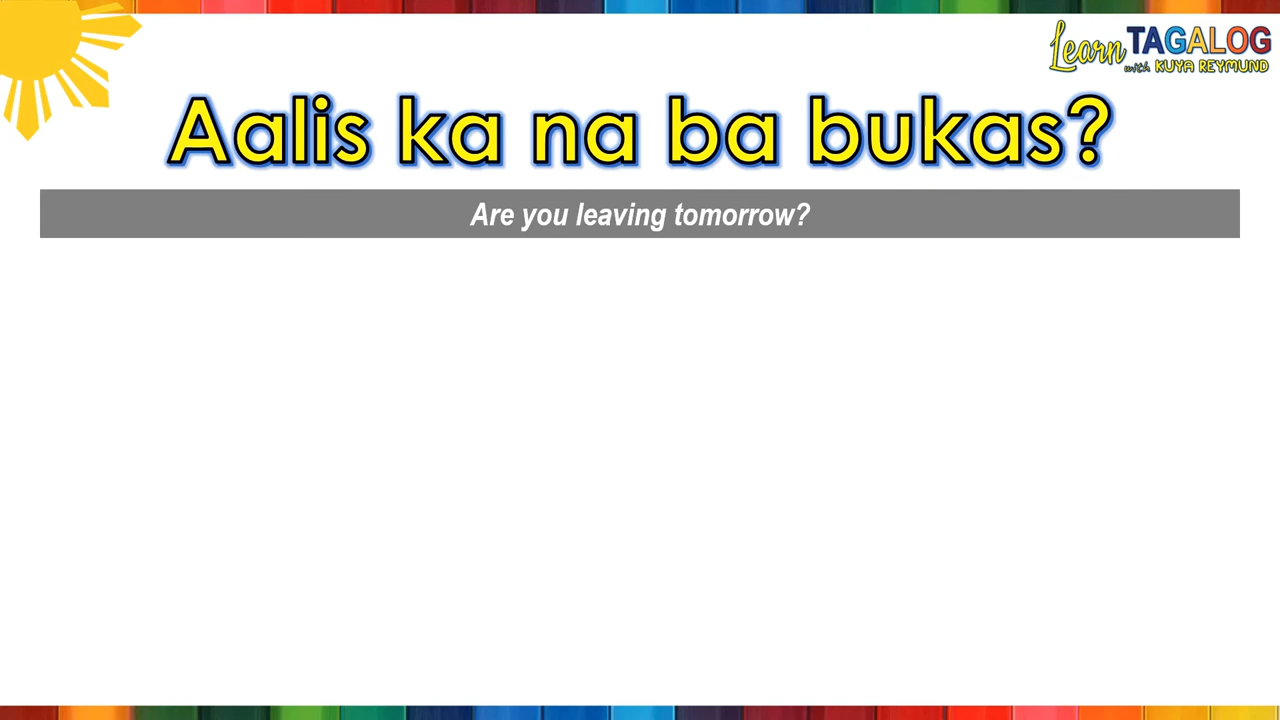 Learn TAGALOG
with KUYA REYMUND
Aalis ka na ba bukas?
Are you leaving tomorrow?